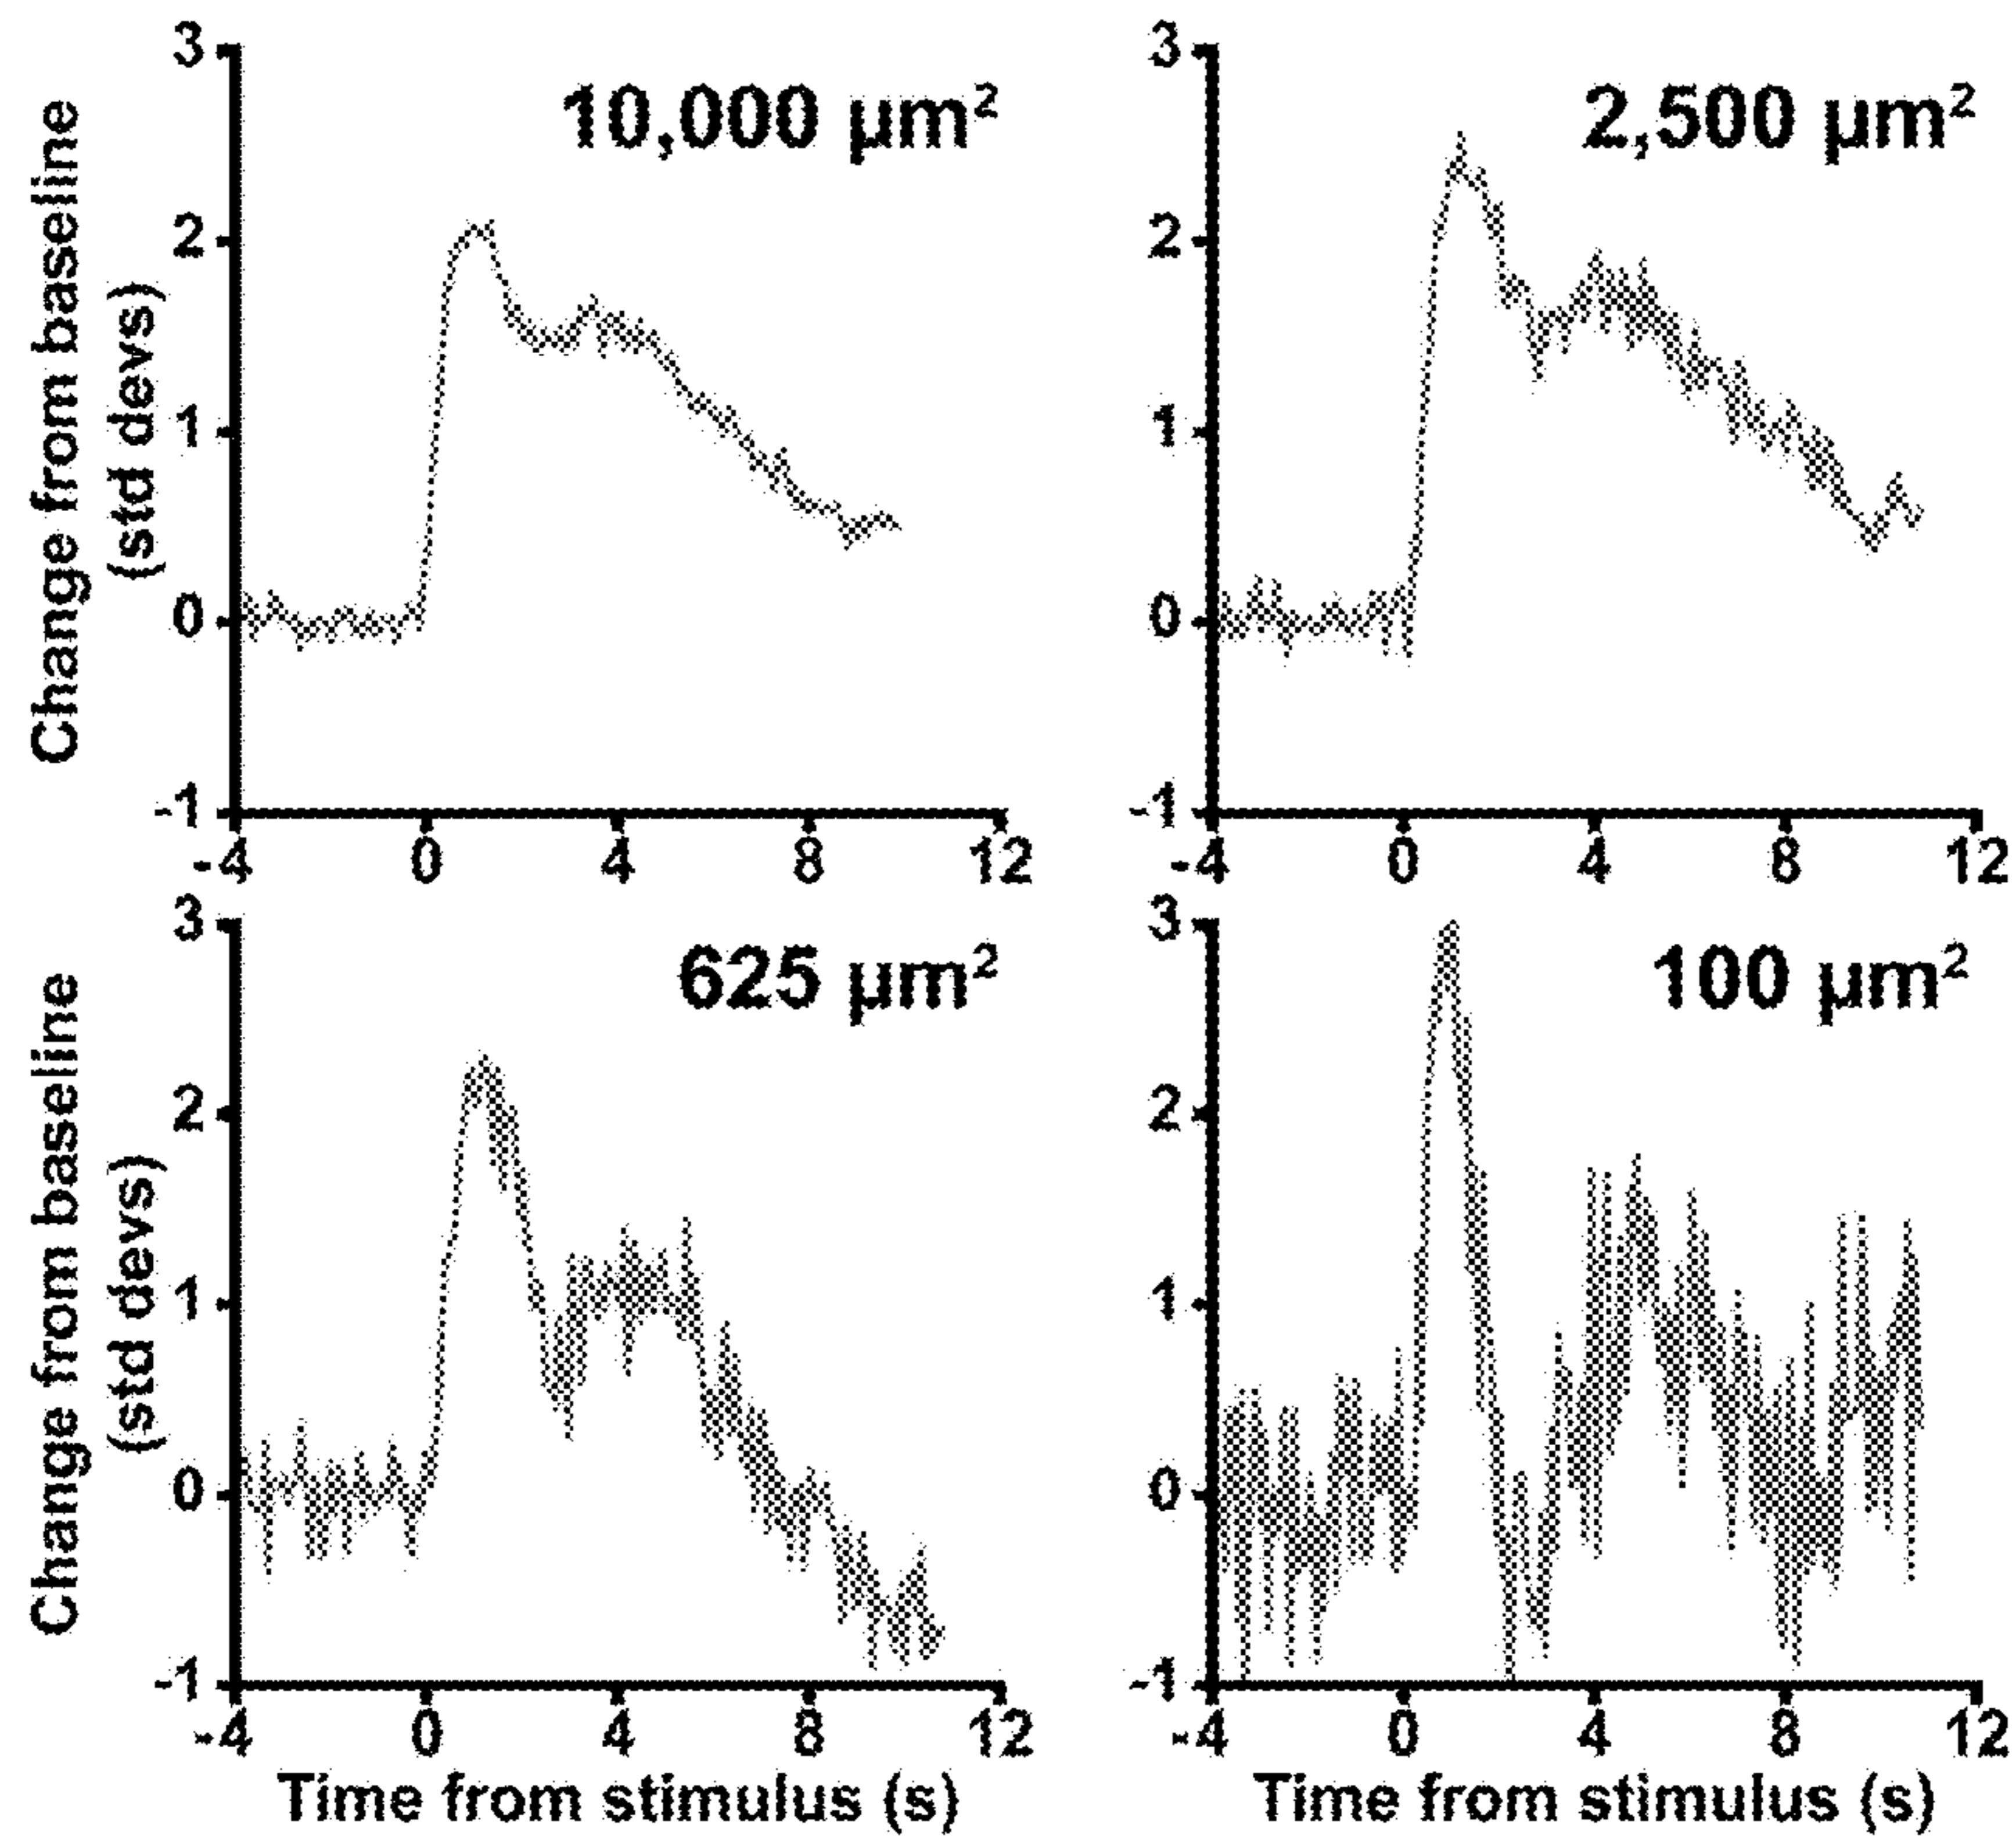 Change from baseline
(std devs)
3
2
1
0
-1
10,000 µm²
-4 0 4 8 12
3
2
1
0
-1
2,500 µm²
-4 0 4 8 12
Change from baseline
(std devs)
3
2
1
0
-1
625 µm²
-4 0 4 8 12
Time from stimulus (s)
3
2
1
0
-1
100 µm²
-4 0 4 8 12
Time from stimulus (s)